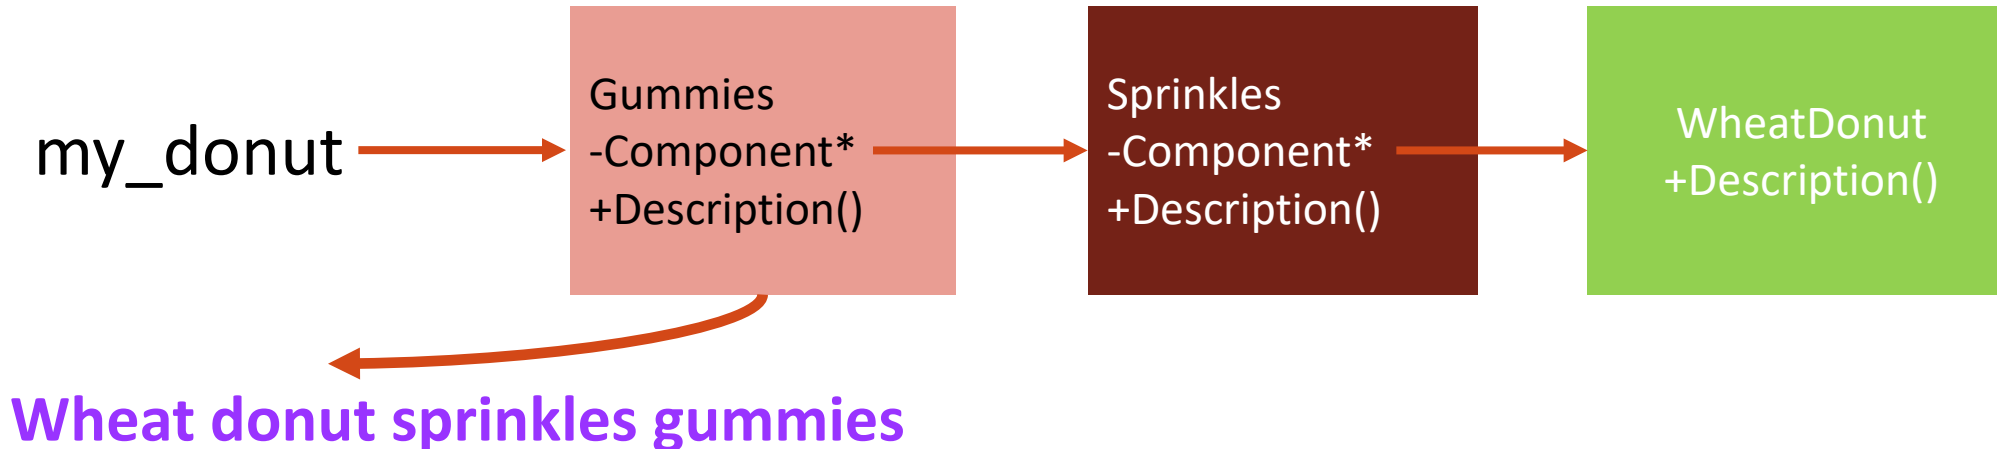 my_donut
Gummies
-Component*
+Description()
Sprinkles
-Component*
+Description()
WheatDonut
+Description()
Wheat donut sprinkles gummies